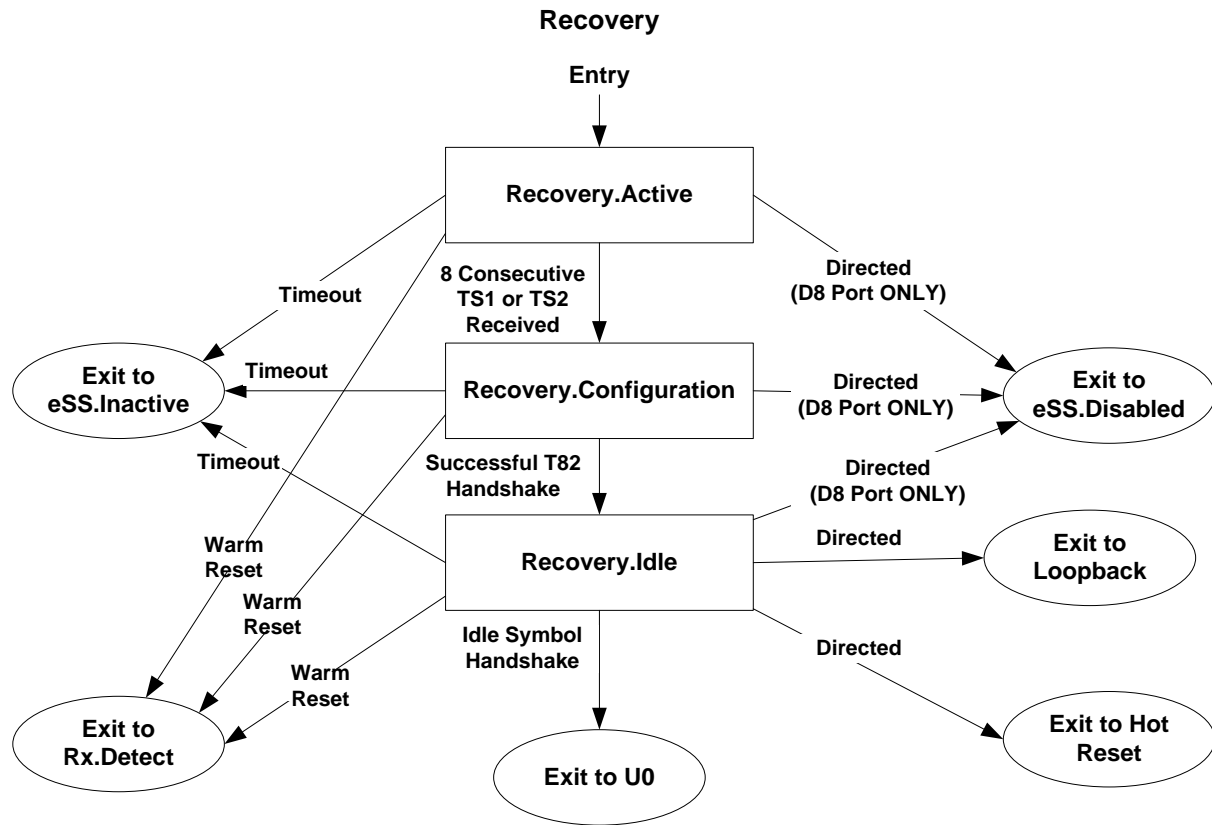 Recovery
Entry
Recovery.Active
8 Consecutive
TS1 or TS2
Received
Directed
(D8 Port ONLY)
Timeout
Exit to
eSS.Inactive
Timeout
Recovery.Configuration
Directed
(D8 Port ONLY)
Exit to
eSS.Disabled
Timeout
Successful T82
Handshake
Directed
(D8 Port ONLY)
Recovery.Idle
Directed
Exit to
Loopback
Warm
Reset
Warm
Reset
Warm
Reset
Idle Symbol
Handshake
Directed
Exit to
Rx.Detect
Exit to U0
Exit to Hot
Reset